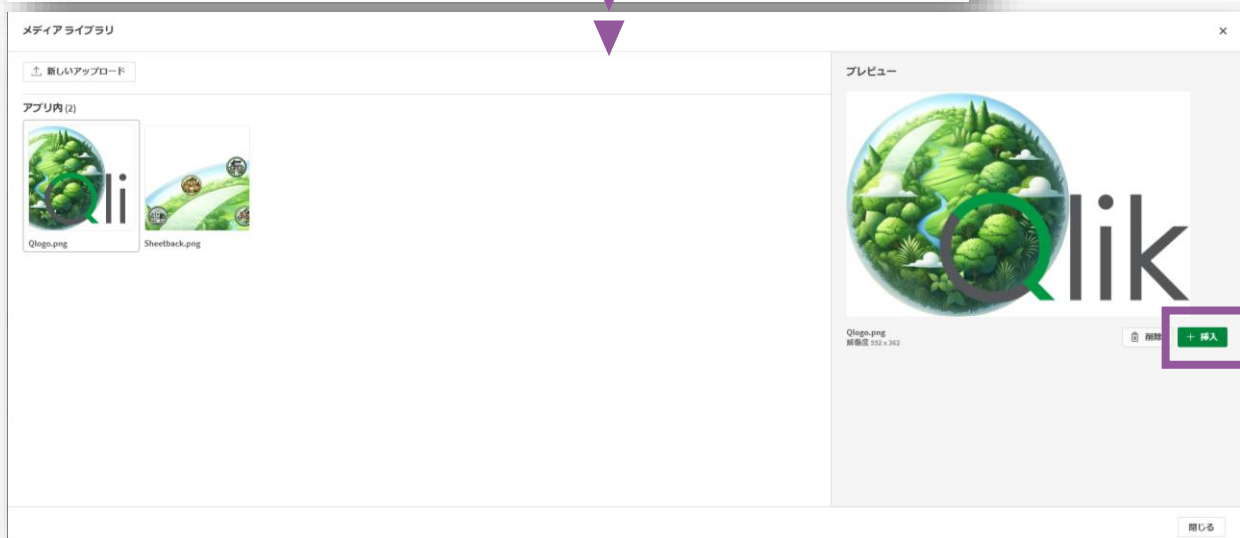 メディア ライブラリ
×
新しいアップロード
プレビュー
アプリ内 (2)
Qli
Qlik
Qlogo.png
Sheetback.png
Qlogo.png
解像度 552 x 362
削除
+ 挿入
閉じる